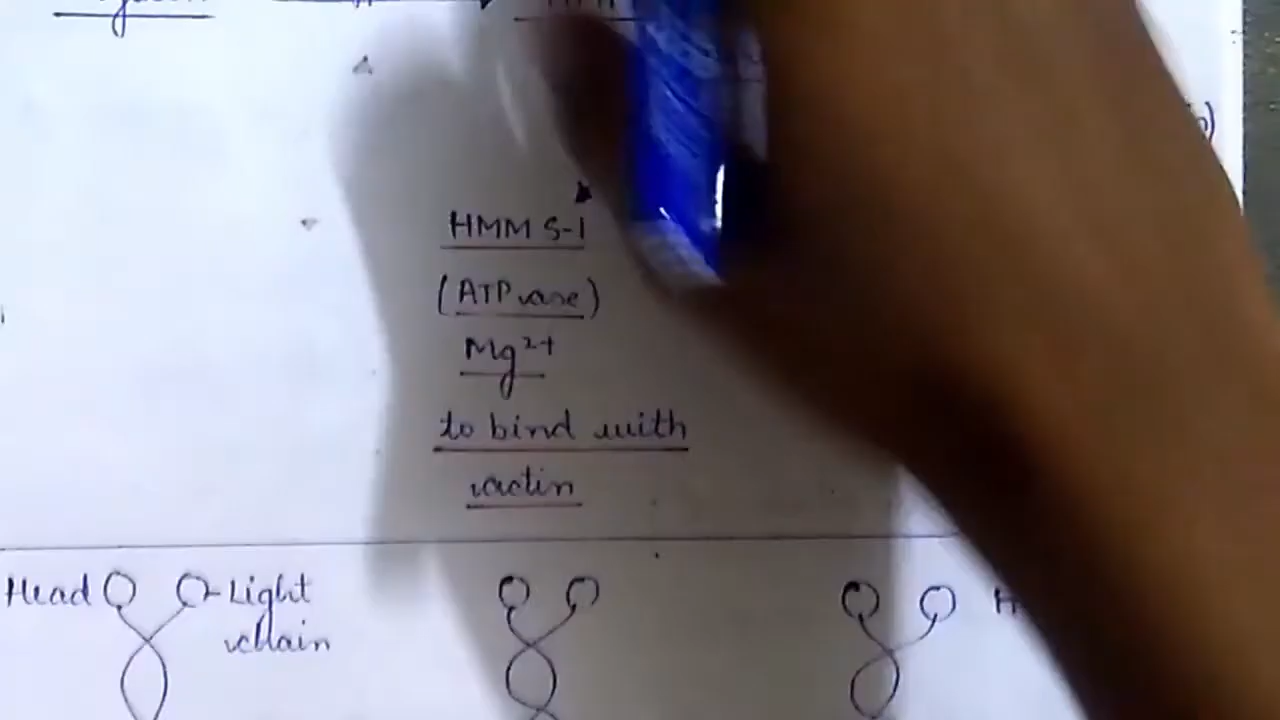 HMM S-1
(ATPase)
Mg²⁺
to bind with
actin
Head
Light
chain